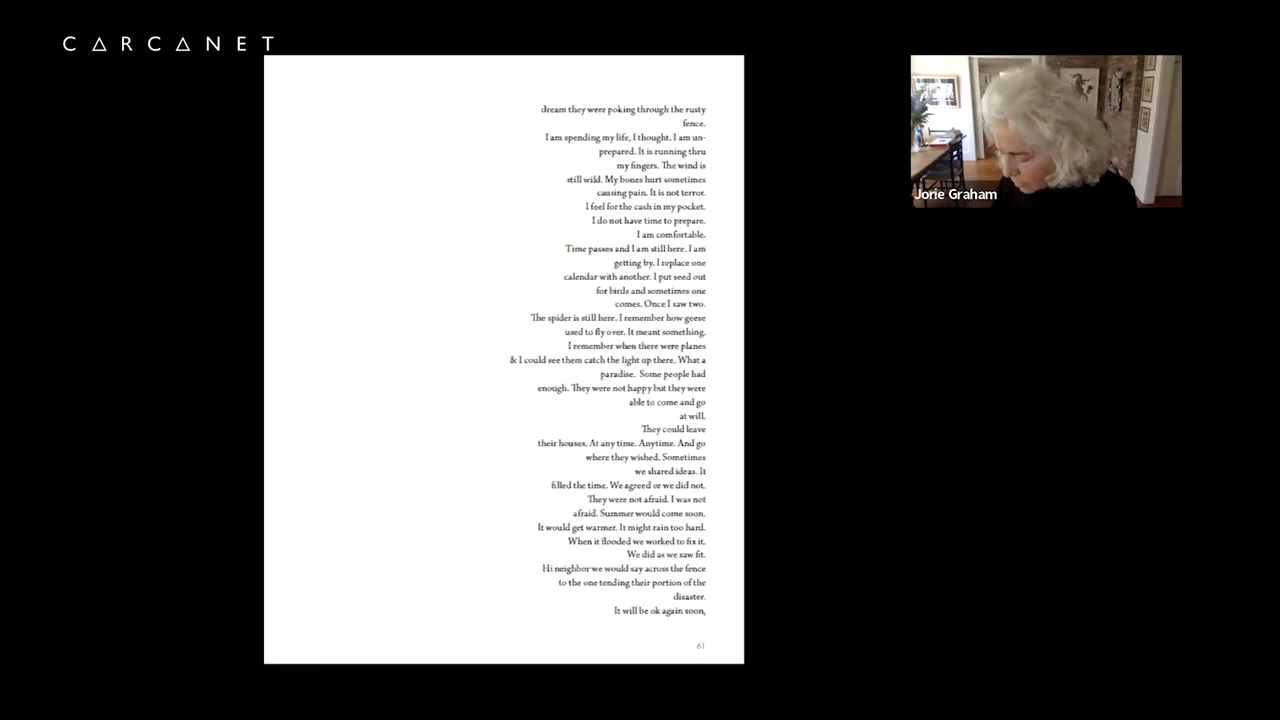 CARCANET
dream they were poking through the rusty
fence.
I am spending my life, I thought. I am un-
prepared. It is running thru
my fingers. The wind is
still wild. My bones hurt sometimes
causing pain. It is not terror.
I feel for the cash in my pocket.
I do not have time to prepare.
I am comfortable.
Time passes and I am still here. I am
getting by. I replace one
calendar with another. I put seed out
for birds and sometimes one
comes. Once I saw two.
The spider is still here. I remember how geese
used to fly over. It meant something.
I remember when there were planes
& I could see them catch the light up there. What a
paradise. Some people had
enough. They were not happy but they were
able to come and go
at will.
They could leave
their houses. At any time. Anytime. And go
where they wished. Sometimes
we shared ideas. It
filled the time. We agreed or we did not.
They were not afraid. I was not
afraid. Summer would come soon.
It would get warmer. It might rain too hard.
When it flooded we worked to fix it.
We did as we saw fit.
Hi neighbor we would say across the fence
to the one tending their portion of the
disaster.
It will be ok again soon,
61
Jorie Graham